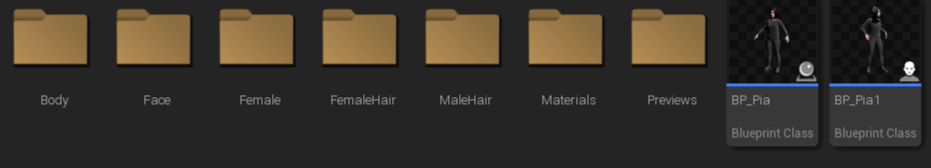 Body
Face
Female
FemaleHair
MaleHair
Materials
Previews
BP_Pia
Blueprint Class
BP_Pia1
Blueprint Class